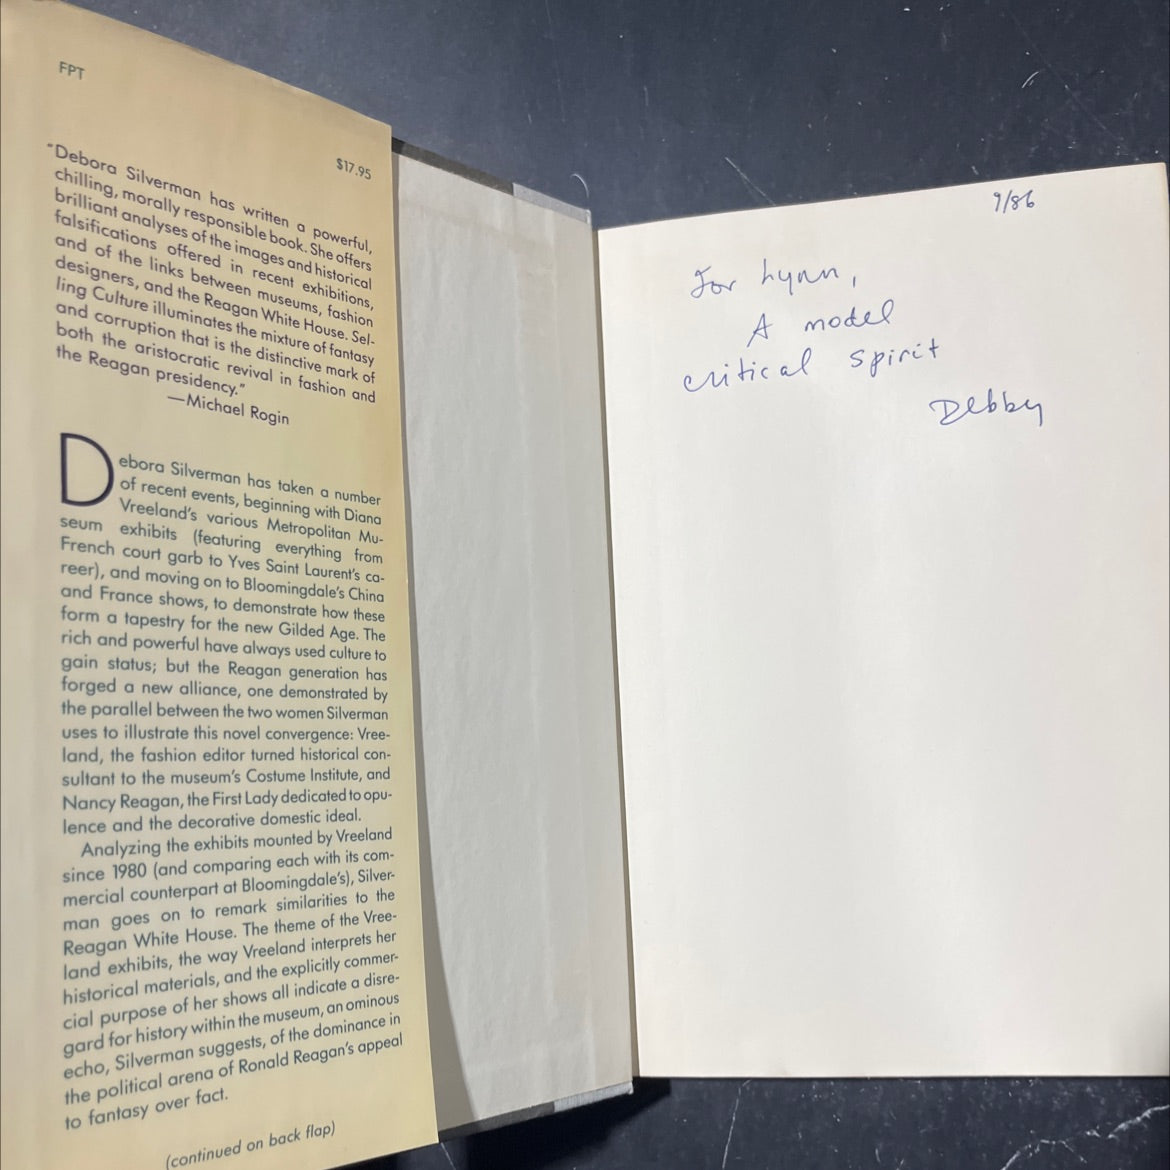 FPT
$17.95
"Debora Silverman has written a powerful,
chilling, morally responsible book. She offers
brilliant analyses of the images and historical
falsifications offered in recent exhibitions,
and of the links between museums, fashion
designers, and the Reagan White House. Sel-
ling Culture illuminates the mixture of fantasy
and corruption that is the distinctive mark of
both the aristocratic revival in fashion and
the Reagan presidency."
—Michael Rogin
Debora Silverman has taken a number
of recent events, beginning with Diana
Vreeland's various Metropolitan Mu-
seum exhibits (featuring everything from
French court garb to Yves Saint Laurent's ca-
reer), and moving on to Bloomingdale's China
and France shows, to demonstrate how these
form a tapestry for the new Gilded Age. The
rich and powerful have always used culture to
gain status; but the Reagan generation has
forged a new alliance, one demonstrated by
the parallel between the two women Silverman
uses to illustrate this novel convergence: Vree-
land, the fashion editor turned historical con-
sultant to the museum's Costume Institute, and
Nancy Reagan, the First Lady dedicated to opu-
lence and the decorative domestic ideal.
Analyzing the exhibits mounted by Vreeland
since 1980 (and comparing each with its com-
mercial counterpart at Bloomingdale's), Silver-
man goes on to remark similarities to the
Reagan White House. The theme of the Vree-
land exhibits, the way Vreeland interprets her
historical materials, and the explicitly commer-
cial purpose of her shows all indicate a disre-
gard for history within the museum, an ominous
echo, Silverman suggests, of the dominance in
the political arena of Ronald Reagan's appeal
to fantasy over fact.
(continued on back flap)
9/86
For Lynn,
A model
critical spirit
Debby